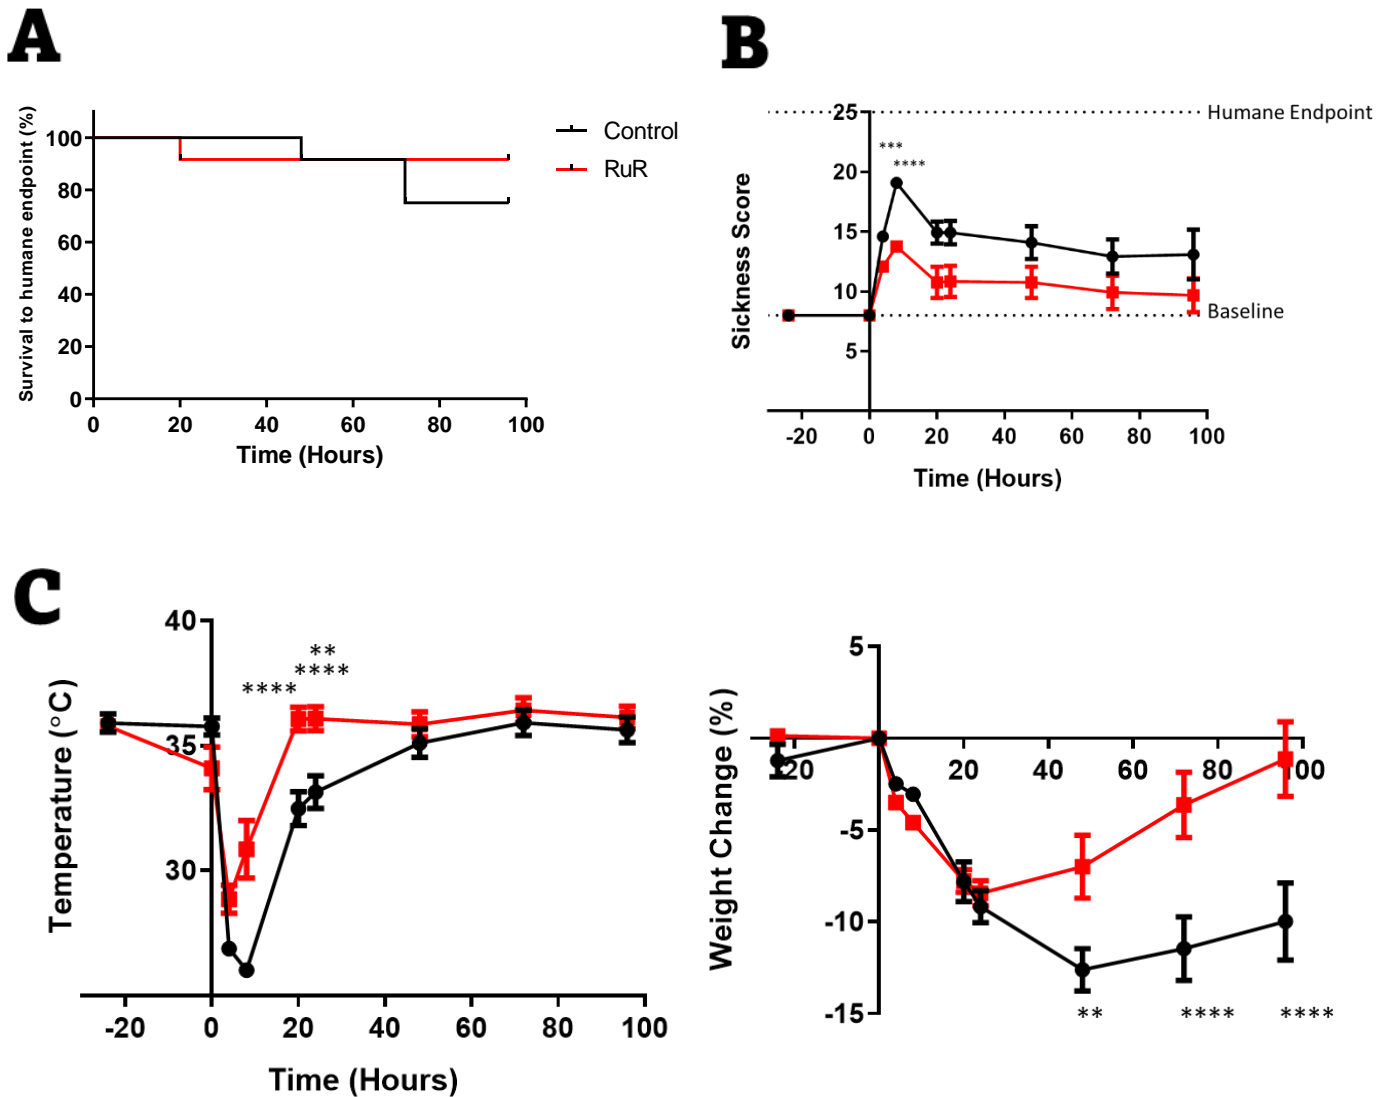 A
Survival to humane endpoint (%)
100
80
60
40
20
0
0 20 40 60 80 100
Time (Hours)
Control
RuR
B
Sickness Score
25
20
15
10
5
Humane Endpoint
***
****
Baseline
-20 0 20 40 60 80 100
Time (Hours)
C
Temperature (°C)
40
35
30
**
****
****
-20 0 20 40 60 80 100
Time (Hours)
Weight Change (%)
5
-5
-10
-15
20 20 40 60 80 100
** **** ****